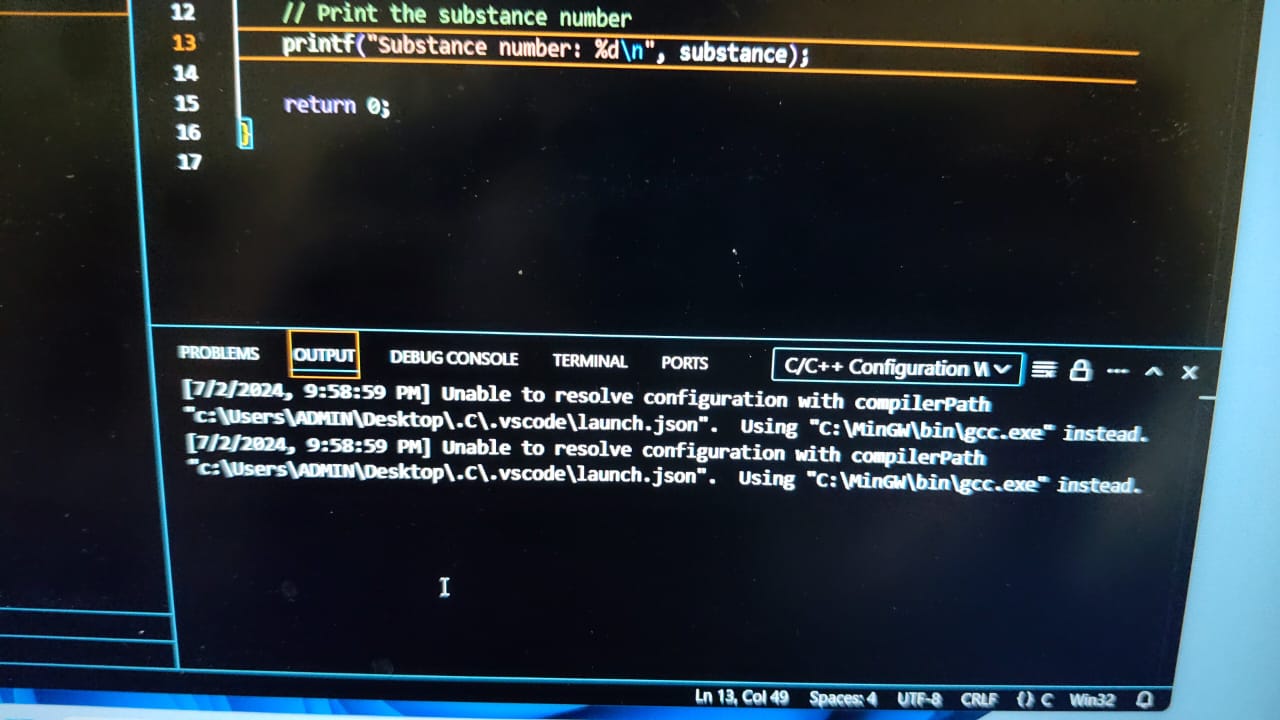 12 // Print the substance number
13 printf("Substance number: %d\n", substance);
14
15 return 0;
16 }
17
PROBLEMS OUTPUT DEBUG CONSOLE TERMINAL PORTS C/C++ Configuration W
[7/2/2024, 9:58:59 PM] Unable to resolve configuration with compilerPath
"c:\Users\ADMIN\Desktop\.C\.vscode\launch.json". Using "C:\MinGW\bin\gcc.exe" instead.
[7/2/2024, 9:58:59 PM] Unable to resolve configuration with compilerPath
"c:\Users\ADMIN\Desktop\.C\.vscode\launch.json". Using "C:\MinGW\bin\gcc.exe" instead.
Ln 13, Col 49 Spaces: 4 UTF-8 CRLF {} C Win32